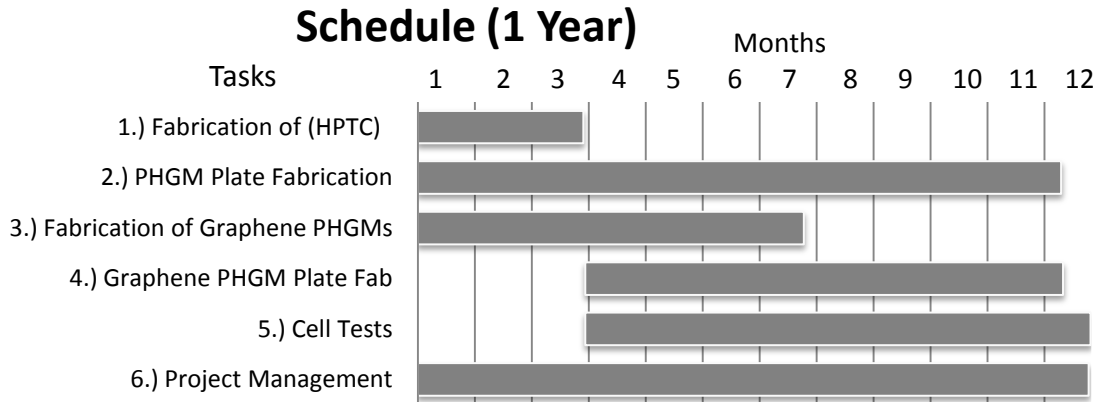 Schedule (1 Year)
Months
Tasks 1 2 3 4 5 6 7 8 9 10 11 12
1.) Fabrication of (HPTC)
2.) PHGM Plate Fabrication
3.) Fabrication of Graphene PHGMs
4.) Graphene PHGM Plate Fab
5.) Cell Tests
6.) Project Management